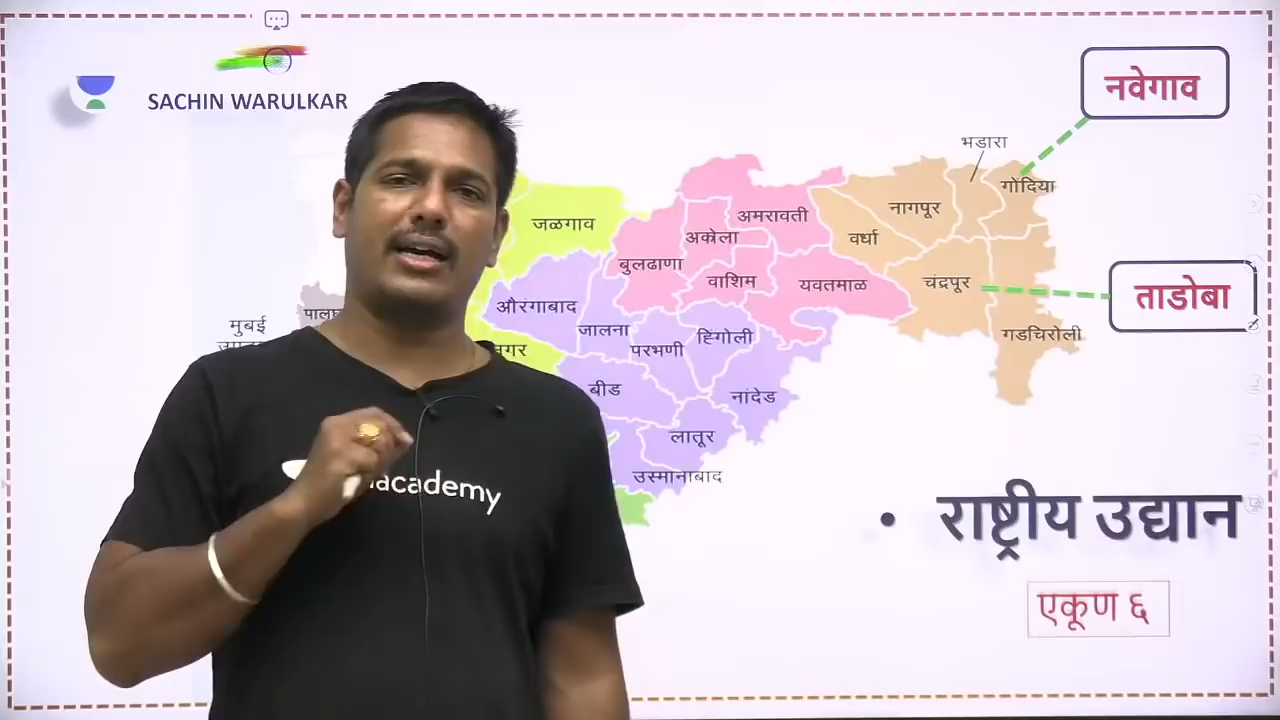 SACHIN WARULKAR
नवेगाव
भंडारा
गोंदिया
नागपूर
जळगाव
अमरावती
अकोला
वर्धा
बुलढाणा
वाशिम
यवतमाळ
चंद्रपूर
ताडोबा
औरंगाबाद
जालना
हिंगोली
परभणी
गडचिरोली
मुंबई
बीड
नांदेड
लातूर
उस्मानाबाद
academy
• राष्ट्रीय उद्यान
एकूण ६